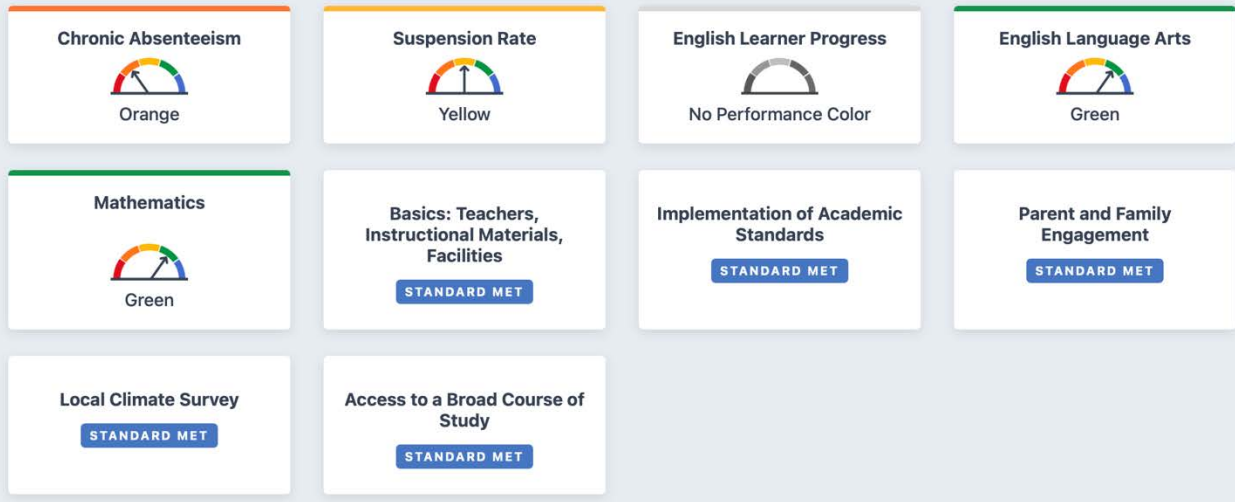 Chronic Absenteeism
Orange
Suspension Rate
Yellow
English Learner Progress
No Performance Color
English Language Arts
Green
Mathematics
Green
Basics: Teachers,
Instructional Materials,
Facilities
STANDARD MET
Implementation of Academic
Standards
STANDARD MET
Parent and Family
Engagement
STANDARD MET
Local Climate Survey
STANDARD MET
Access to a Broad Course of
Study
STANDARD MET